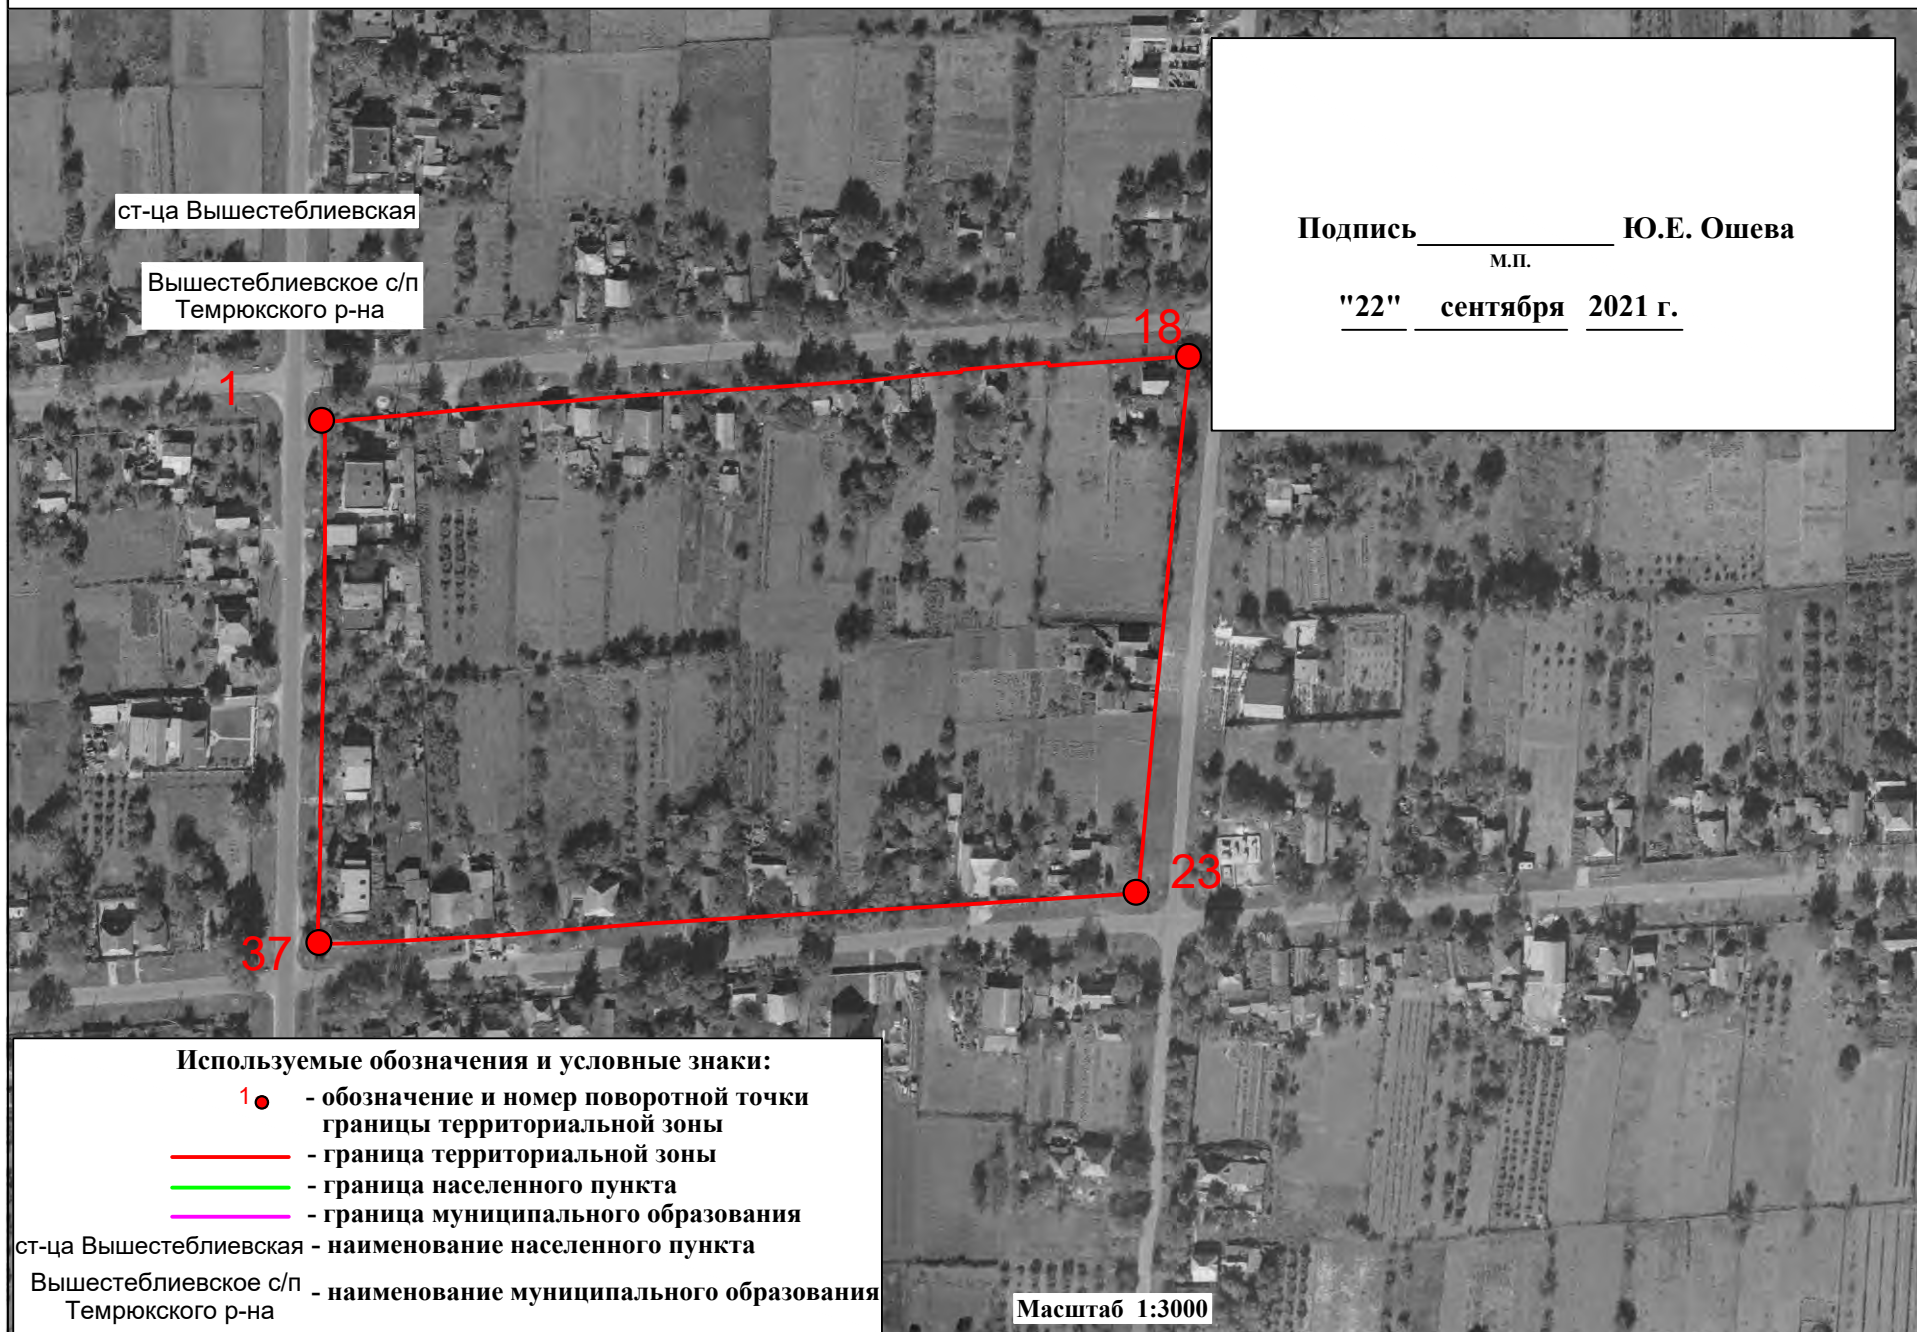 ст-ца Вышестеблиевская
Вышестеблиевское с/п
Темрюкского р-на
Подпись______________ Ю.Е. Ошева
м.п.
"22" сентября 2021 г.
18
1
23
37
Используемые обозначения и условные знаки:
1 - обозначение и номер поворотной точки
границы территориальной зоны
- граница территориальной зоны
- граница населенного пункта
- граница муниципального образования
ст-ца Вышестеблиевская - наименование населенного пункта
Вышестеблиевское с/п
Темрюкского р-на - наименование муниципального образования
Масштаб 1:3000